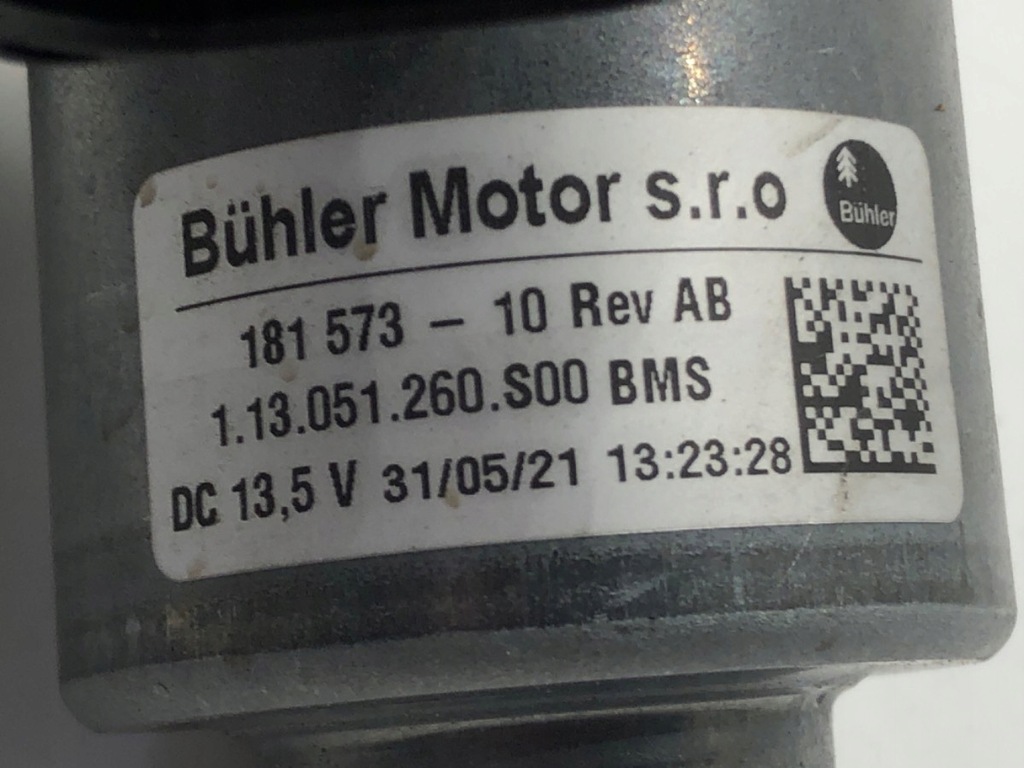 Bühler Motor s.r.o
Bühler
181 573 – 10 Rev AB
1.13.051.260.S00 BMS
DC 13,5 V 31/05/21 13:23:28